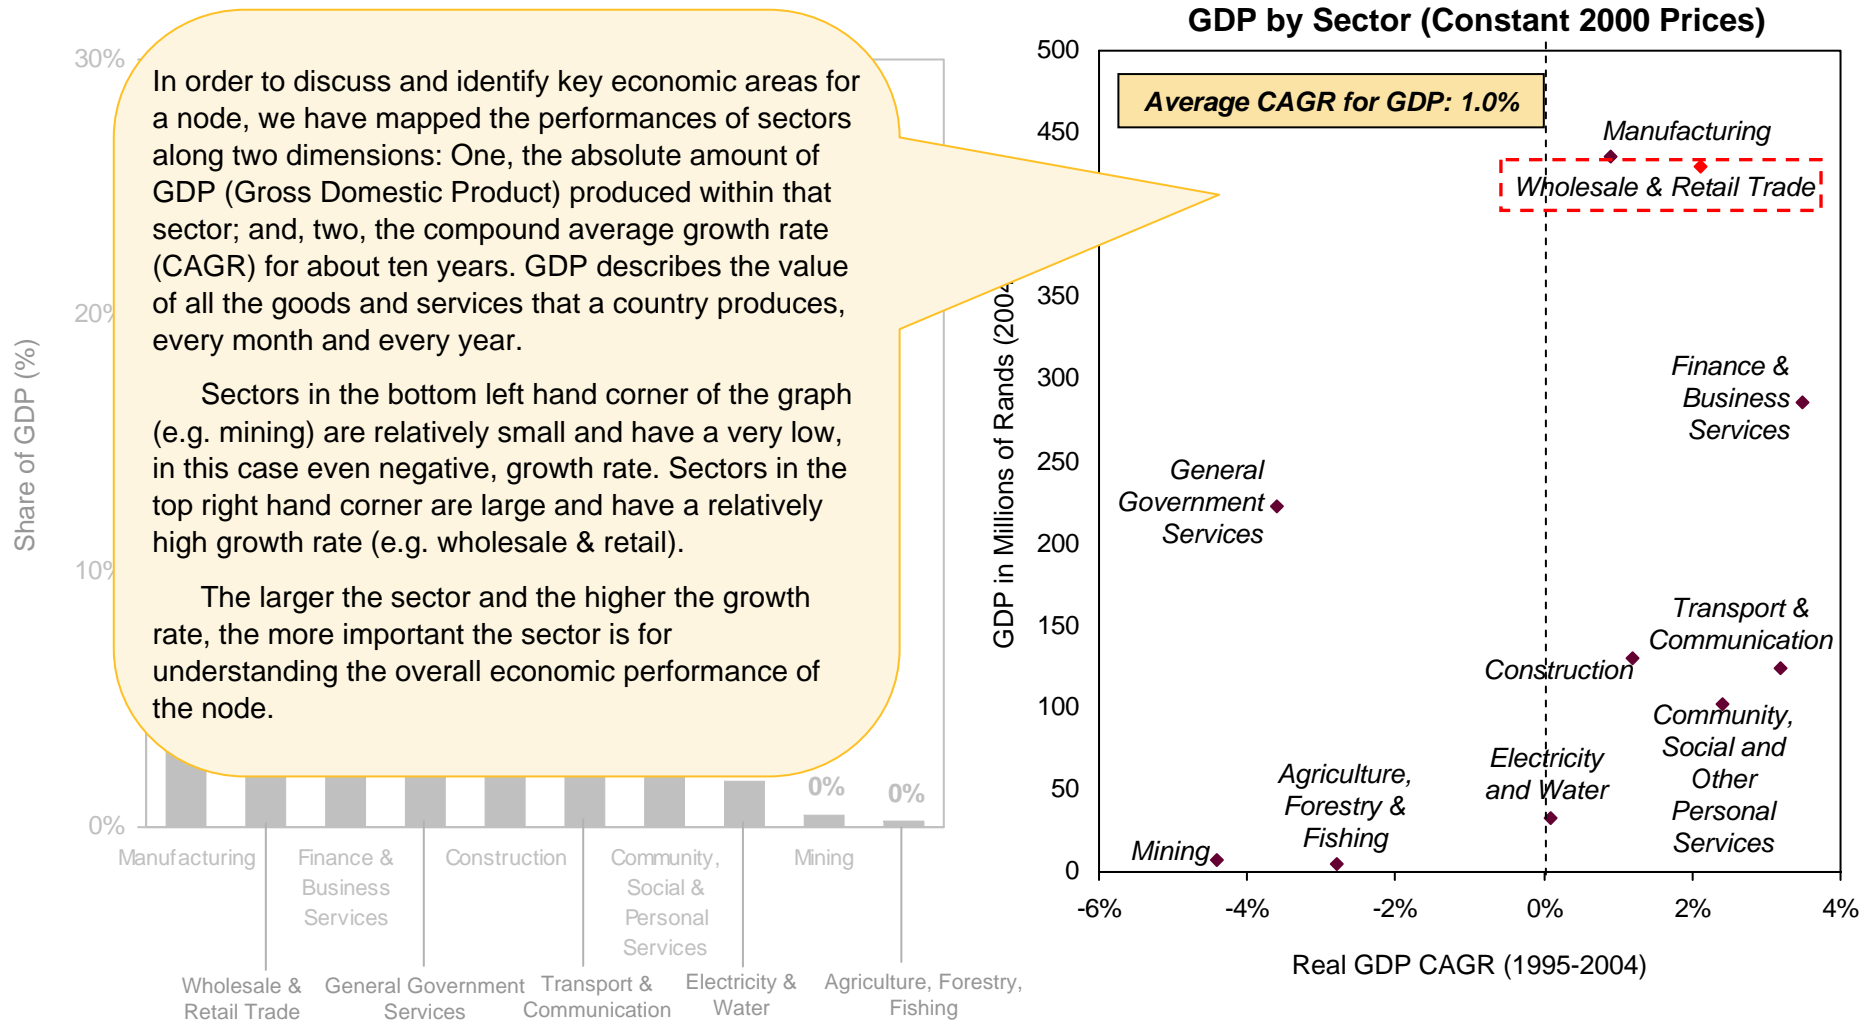 GDP by Sector (Constant 2000 Prices)
In order to discuss and identify key economic areas for
a node, we have mapped the performances of sectors
along two dimensions: One, the absolute amount of
GDP (Gross Domestic Product) produced within that
sector; and, two, the compound average growth rate
(CAGR) for about ten years. GDP describes the value
of all the goods and services that a country produces,
every month and every year.
Sectors in the bottom left hand corner of the graph
(e.g. mining) are relatively small and have a very low,
in this case even negative, growth rate. Sectors in the
top right hand corner are large and have a relatively
high growth rate (e.g. wholesale & retail).
The larger the sector and the higher the growth
rate, the more important the sector is for
understanding the overall economic performance of
the node.
Share of GDP (%)
30%
20%
10%
0%
0%
0%
Manufacturing
Finance &
Business
Services
Construction
Community,
Social &
Personal
Services
Mining
Wholesale &
Retail Trade
General Government
Services
Transport &
Communication
Electricity &
Water
Agriculture, Forestry,
Fishing
GDP in Millions of Rands (2004
500
450
350
300
250
200
150
100
50
0
Average CAGR for GDP: 1.0%
Manufacturing
Wholesale & Retail Trade
Finance &
Business
Services
General
Government
Services
Transport &
Communication
Construction
Community,
Social and
Other
Personal
Services
Electricity
and Water
Agriculture,
Forestry &
Fishing
Mining
-6%
-4%
-2%
0%
2%
4%
Real GDP CAGR (1995-2004)